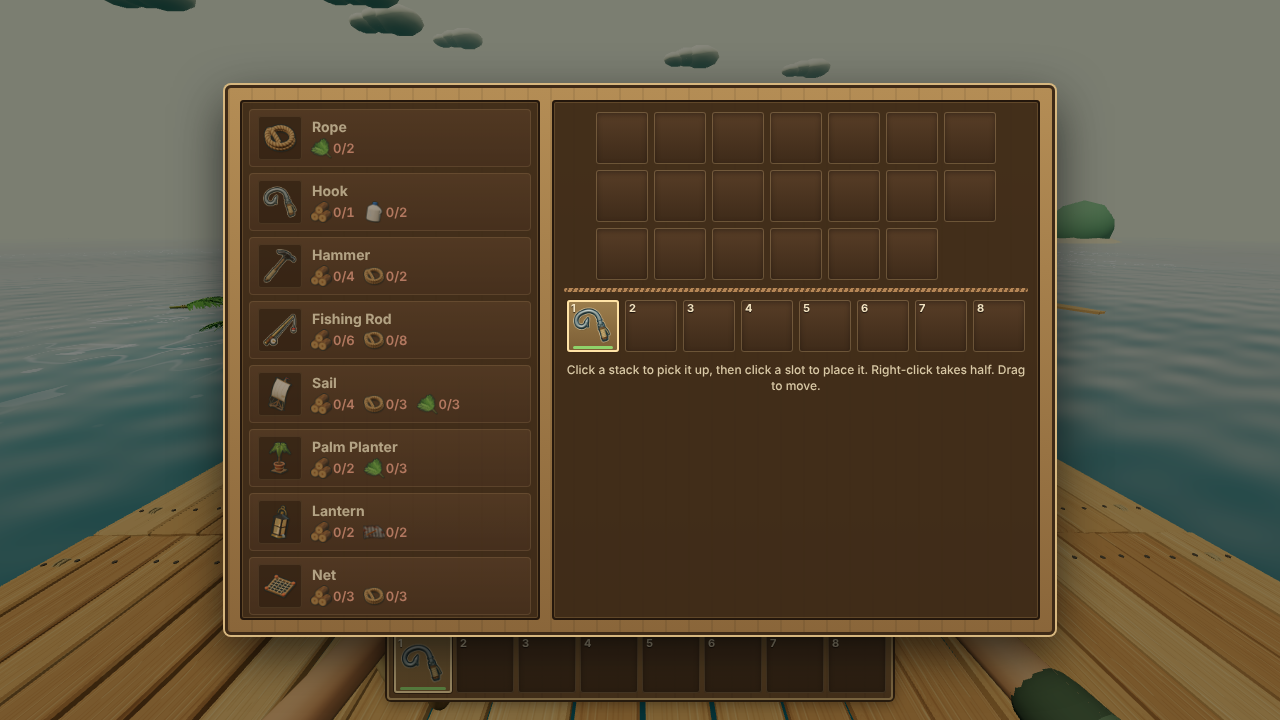 Rope
0/2
Hook
0/1 0/2
Hammer
0/4 0/2
Fishing Rod
0/6 0/8
Sail
0/4 0/3 0/3
Palm Planter
0/2 0/3
Lantern
0/2 0/2
Net
0/3 0/3
1 2 3 4 5 6 7 8
Click a stack to pick it up, then click a slot to place it. Right-click takes half. Drag
to move.
1 2 3 4 5 6 7 8